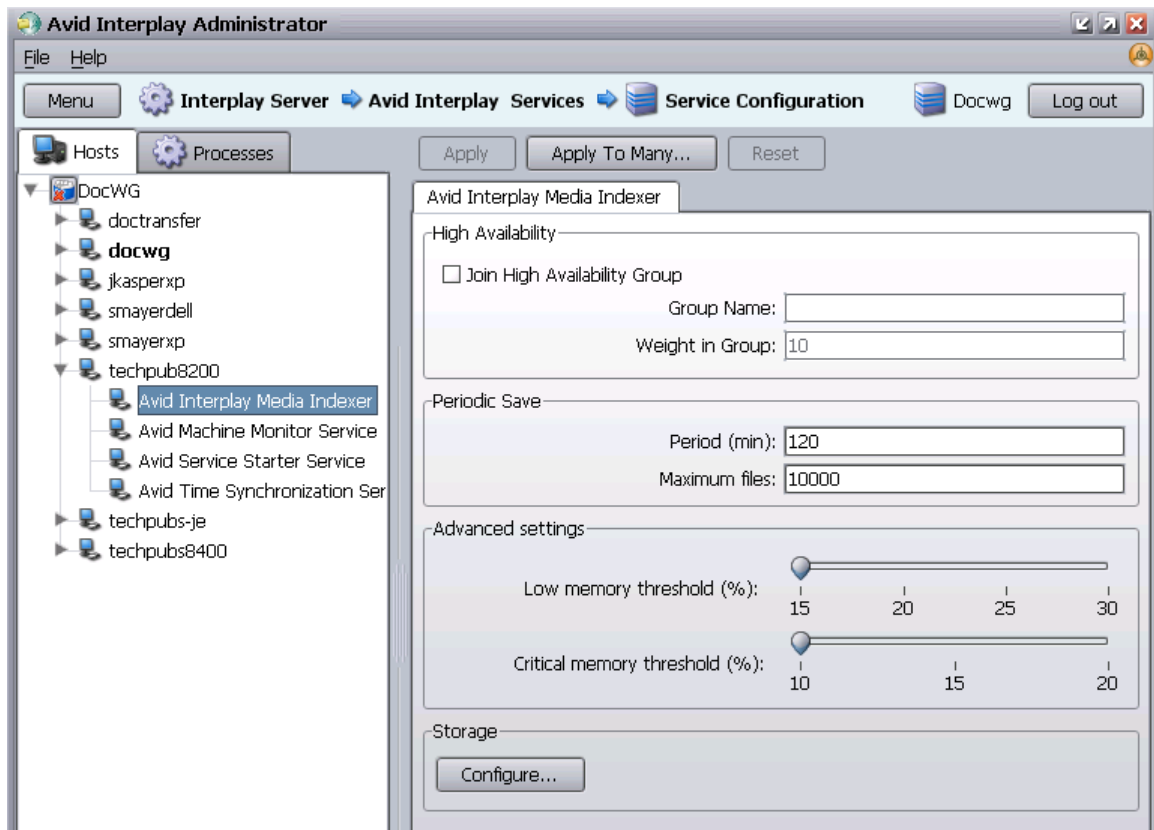 Avid Interplay Administrator
File Help
Menu Interplay Server Avid Interplay Services Service Configuration Docwg Log out
Hosts Processes
DocWG
doctransfer
docwg
jkasperxp
smayerdell
smayerxp
techpub8200
Avid Interplay Media Indexer
Avid Machine Monitor Service
Avid Service Starter Service
Avid Time Synchronization Ser
techpubs-je
techpubs8400
Apply Apply To Many... Reset
Avid Interplay Media Indexer
High Availability
Join High Availability Group
Group Name:
Weight in Group: 10
Periodic Save
Period (min): 120
Maximum files: 10000
Advanced settings
Low memory threshold (%):
15 20 25 30
Critical memory threshold (%):
10 15 20
Storage
Configure...